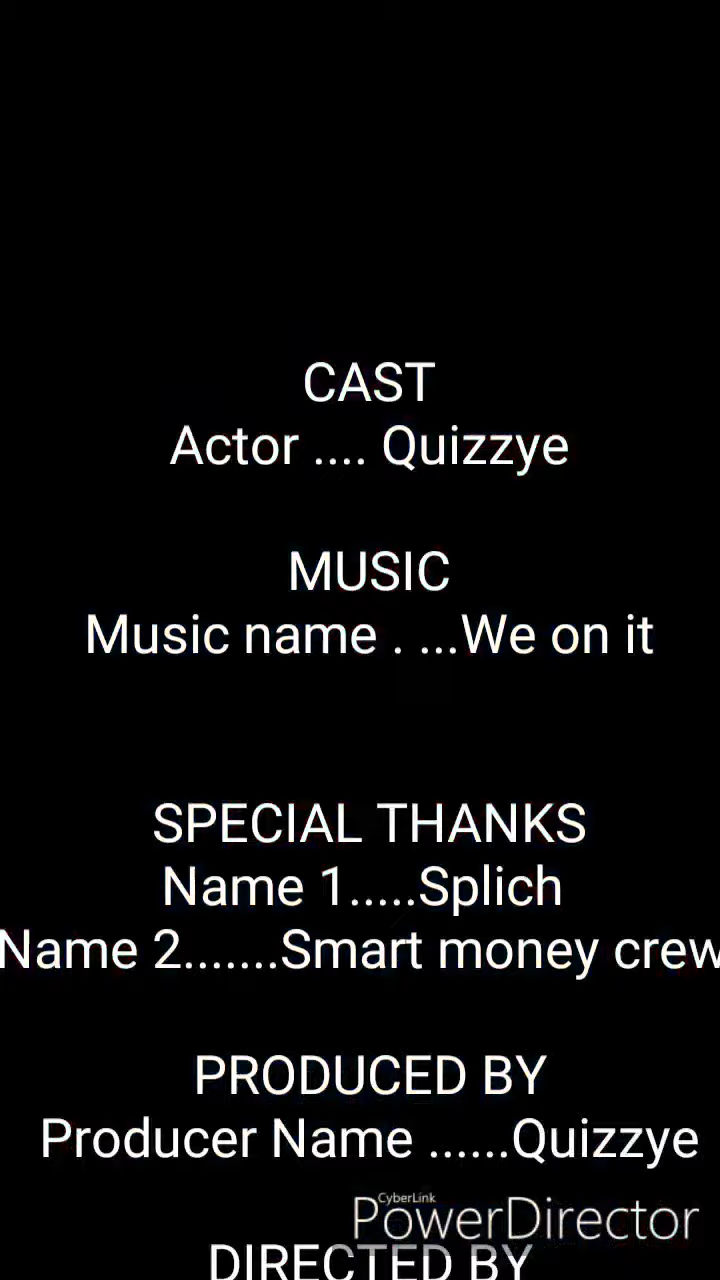 CAST
Actor .... Quizzye
MUSIC
Music name . ...We on it
SPECIAL THANKS
Name 1.....Splich
Name 2.......Smart money crew
PRODUCED BY
Producer Name ......Quizzye
CyberLink
PowerDirector
DIRECTED BY